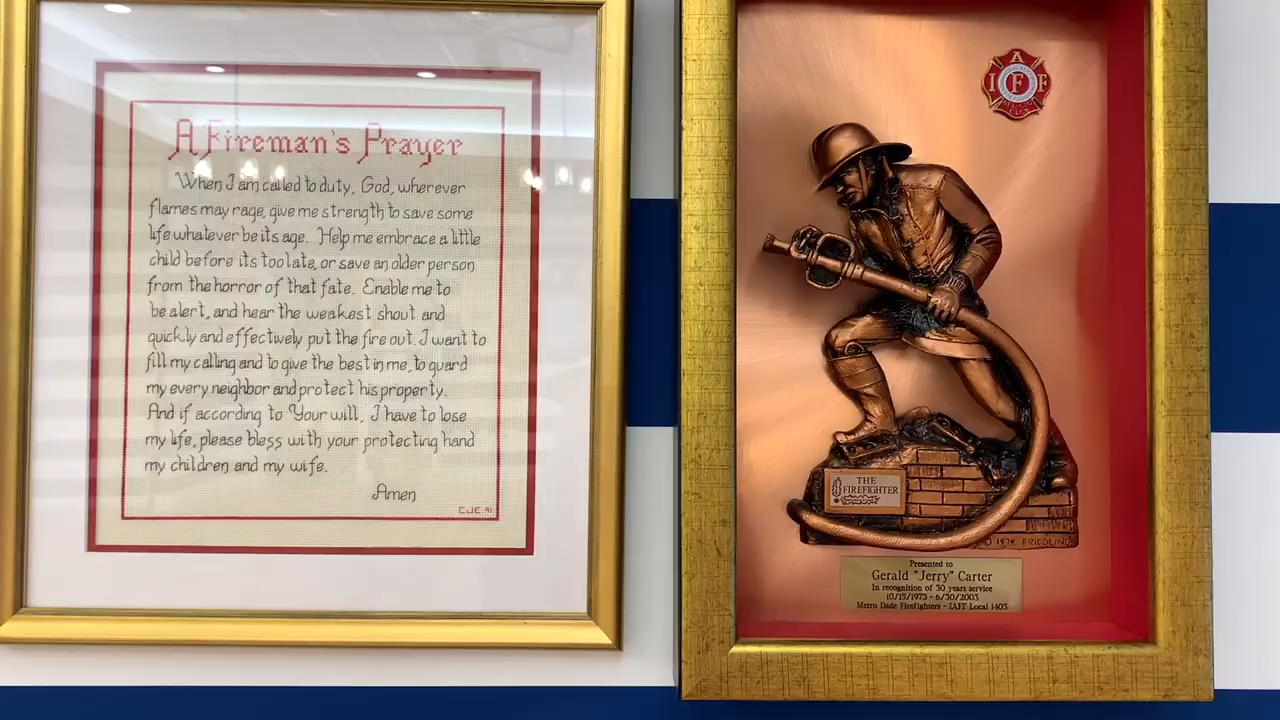 A Fireman's Prayer
When I am called to duty, God, wherever
flames may rage, give me strength to save some
life whatever be its age. Help me embrace a little
child before its too late, or save an older person
from the horror of that fate. Enable me to
be alert, and hear the weakest shout and
quickly and effectively put the fire out. I want to
fill my calling and to give the best in me, to guard
my every neighbor and protect his property.
And if according to Your will, I have to lose
my life, please bless with your protecting hand
my children and my wife.
Amen
CJE. 91
I A F F
THE
FIREFIGHTER
© 1974 FRIEDLING
Presented to
Gerald "Jerry" Carter
In recognition of 30 years service
10/15/1973 - 6/30/2003
Metro Dade Firefighters - IAFF Local 1403